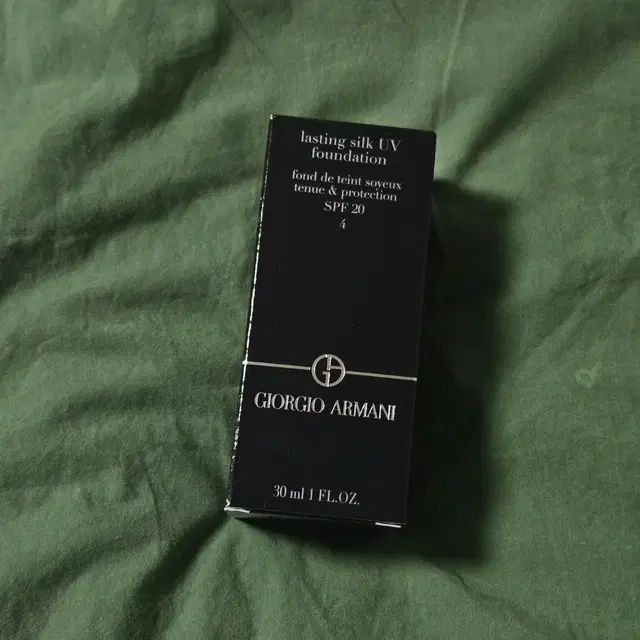 lasting silk UV
foundation
fond de teint soyeux
tenue & protection
SPF 20
4
GIORGIO ARMANI
30 ml 1 FL.OZ.